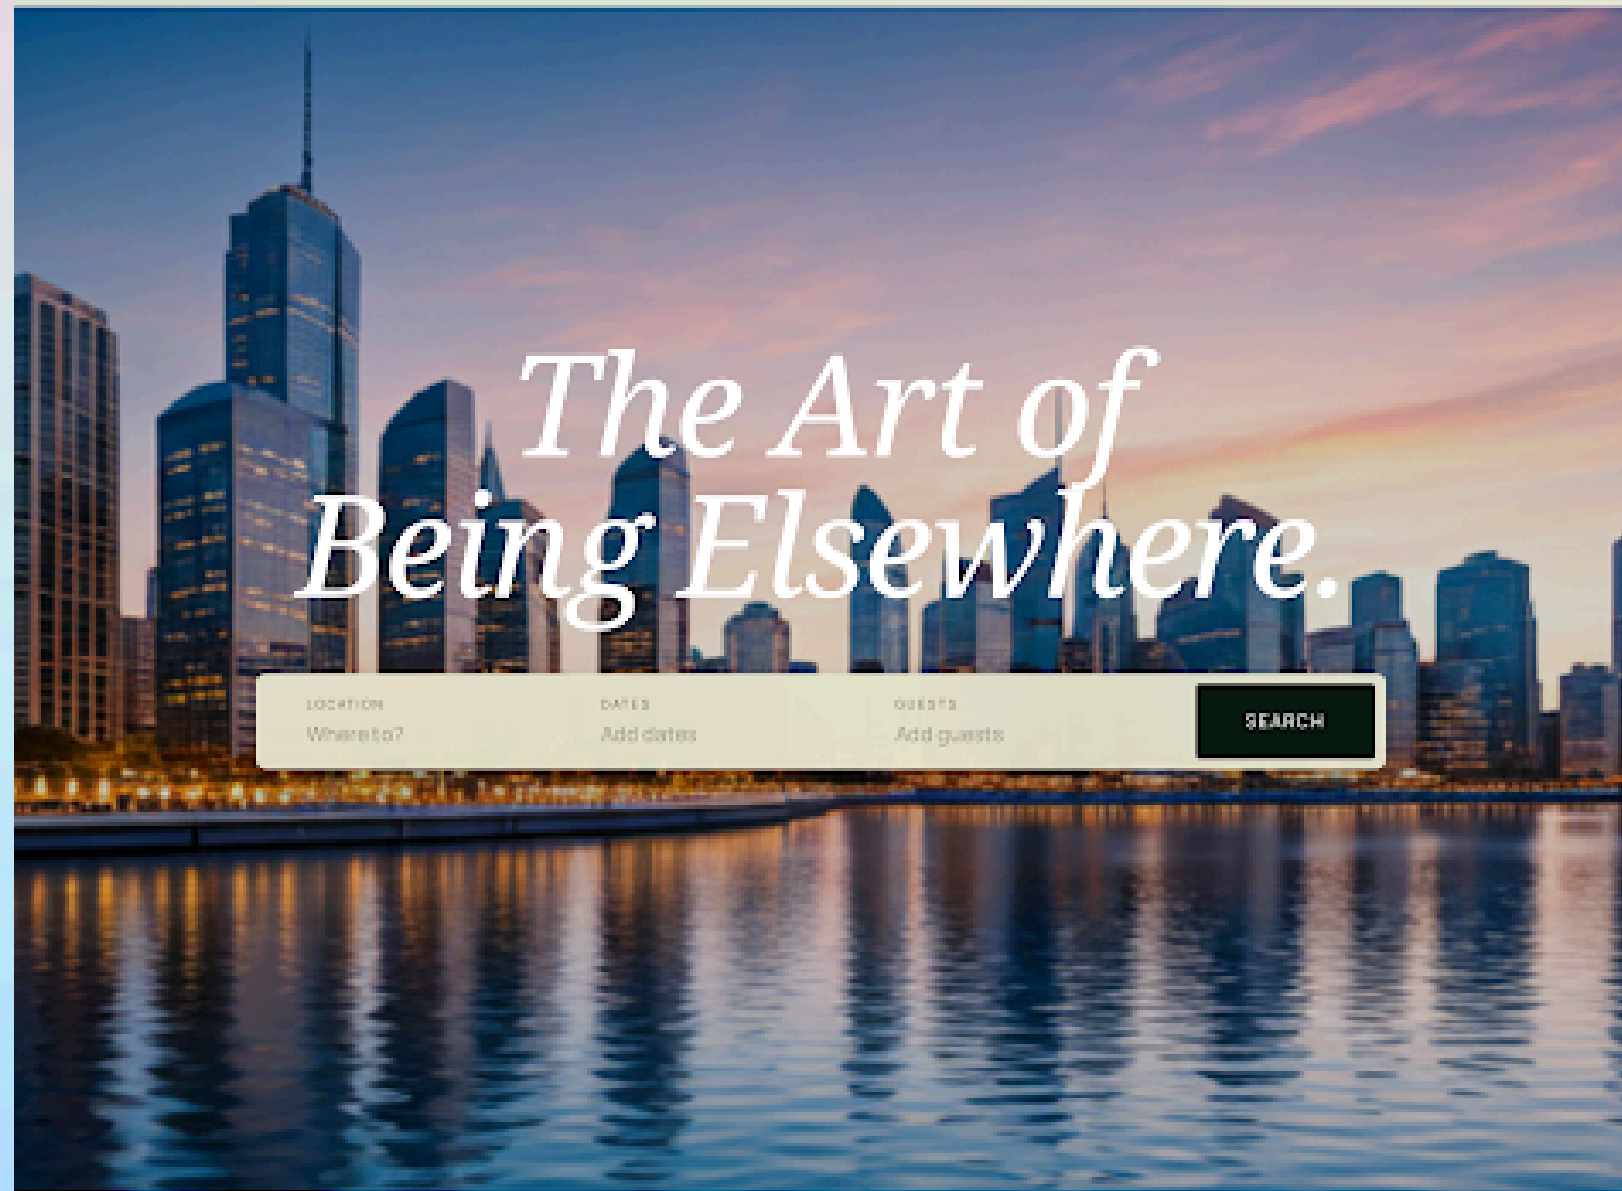 The Art of
Being Elsewhere.
LOCATION DATES GUESTS
Where to? Add dates Add guests
SEARCH